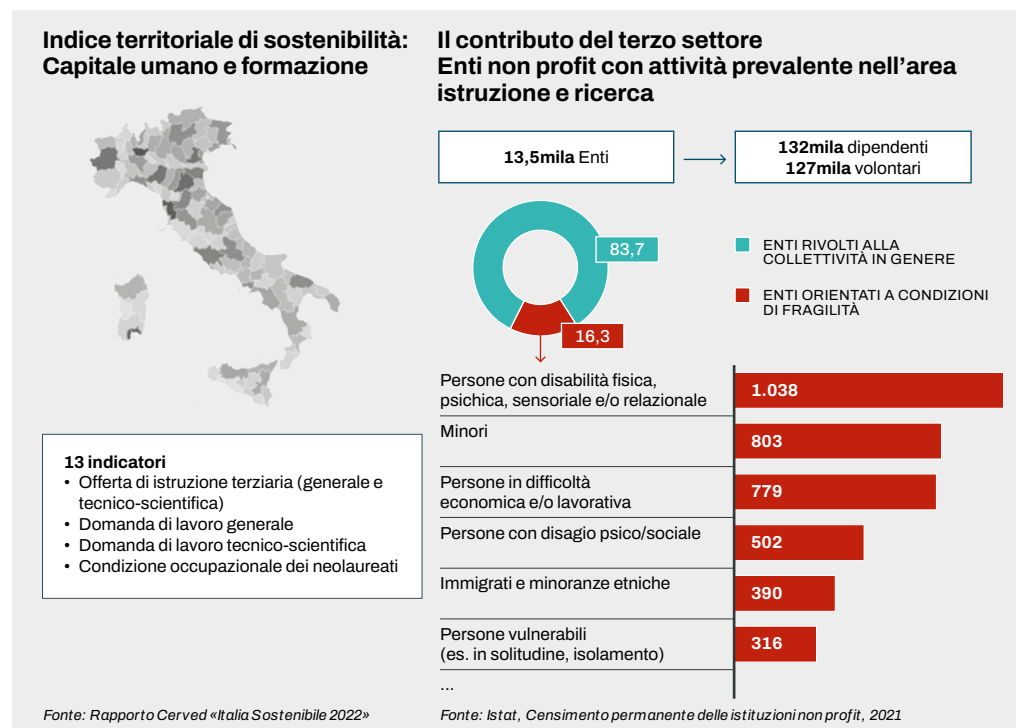 Indice territoriale di sostenibilità:
Capitale umano e formazione
13 indicatori
• Offerta di istruzione terziaria (generale e
tecnico-scientifica)
• Domanda di lavoro generale
• Domanda di lavoro tecnico-scientifica
• Condizione occupazionale dei neolaureati
Fonte: Rapporto Cerved «Italia Sostenibile 2022»
Il contributo del terzo settore
Enti non profit con attività prevalente nell'area
istruzione e ricerca
13,5mila Enti
132mila dipendenti
127mila volontari
83,7
16,3
ENTI RIVOLTI ALLA
COLLETTIVITÀ IN GENERE
ENTI ORIENTATI A CONDIZIONI
DI FRAGILITÀ
Persone con disabilità fisica,
psichica, sensoriale e/o relazionale
1.038
Minori
803
Persone in difficoltà
economica e/o lavorativa
779
Persone con disagio psico/sociale
502
Immigrati e minoranze etniche
390
Persone vulnerabili
(es. in solitudine, isolamento)
316
...
Fonte: Istat, Censimento permanente delle istituzioni non profit, 2021